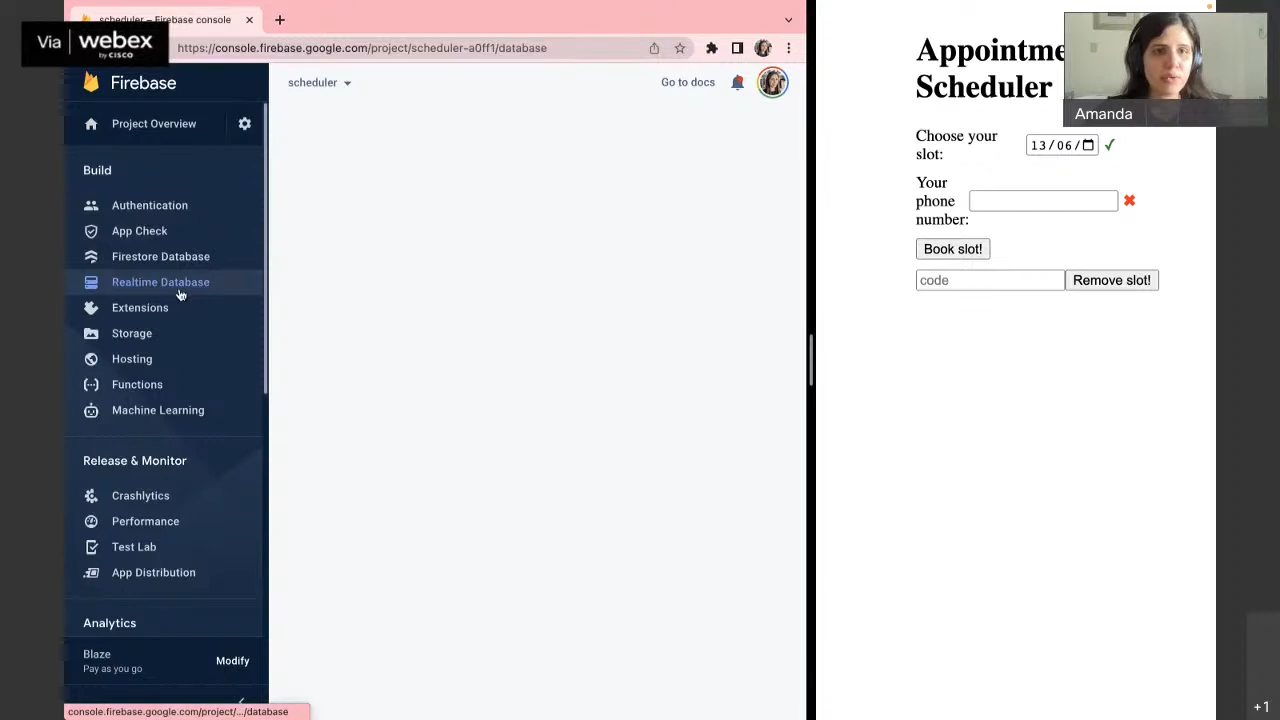 scheduler – Firebase console
Via webex
by CISCO
https://console.firebase.google.com/project/scheduler-a0ff1/database
Firebase
scheduler
Go to docs
Project Overview
Build
Authentication
App Check
Firestore Database
Realtime Database
Extensions
Storage
Hosting
Functions
Machine Learning
Release & Monitor
Crashlytics
Performance
Test Lab
App Distribution
Analytics
Blaze
Pay as you go
Modify
console.firebase.google.com/project/.../database
Appointme
Scheduler
Amanda
Choose your
slot:
13/06/
Your
phone
number:
Book slot!
code
Remove slot!
+1